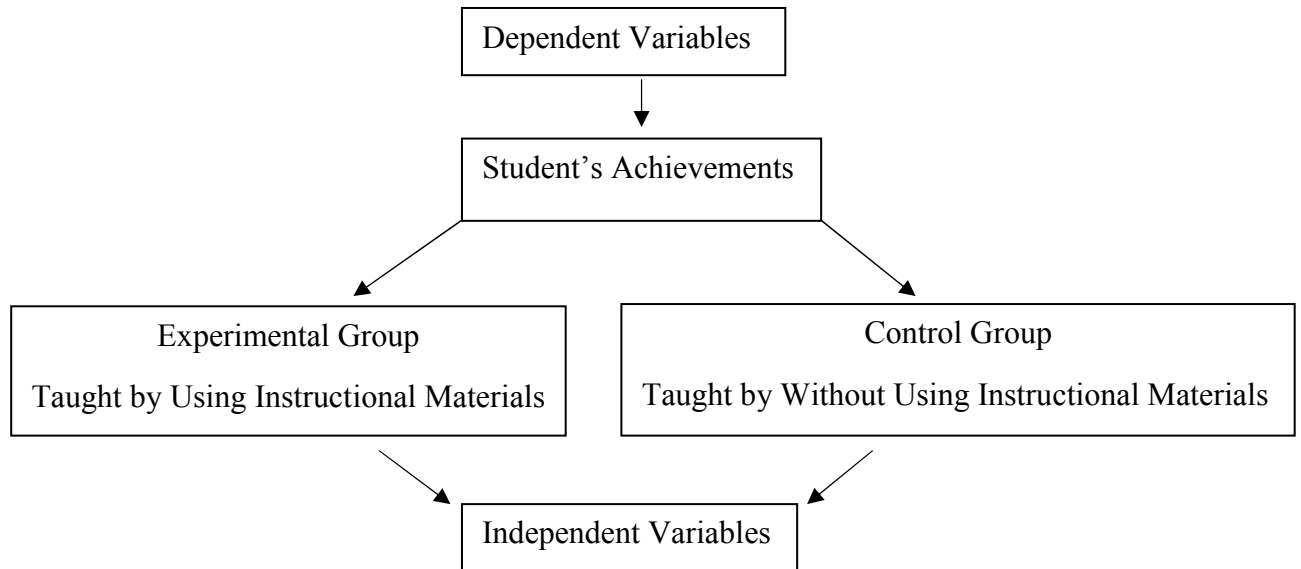 Dependent Variables
Student’s Achievements
Experimental Group
Taught by Using Instructional Materials
Control Group
Taught by Without Using Instructional Materials
Independent Variables